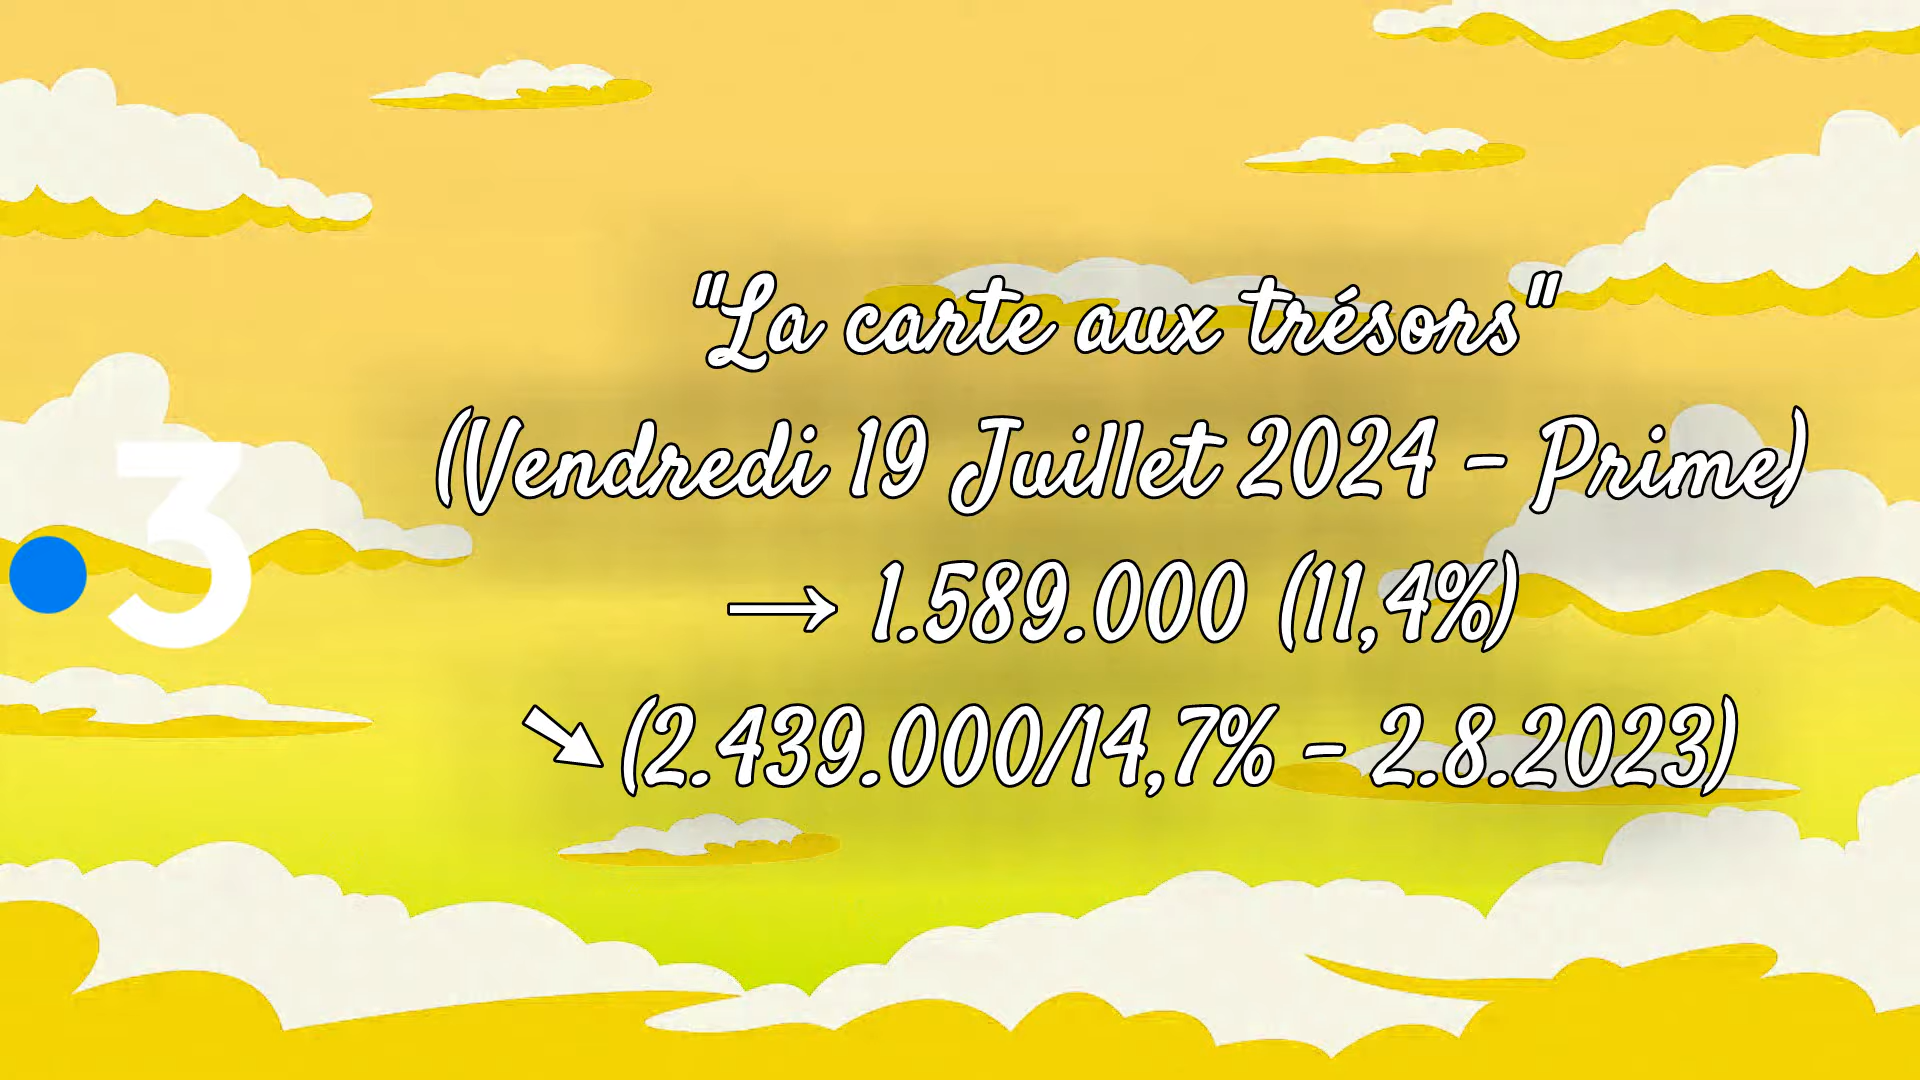 "La carte aux trésors"
(Vendredi 19 Juillet 2024 - Prime)
→ 1.589.000 (11,4%)
↘ (2.439.000/14,7% - 2.8.2023)
3